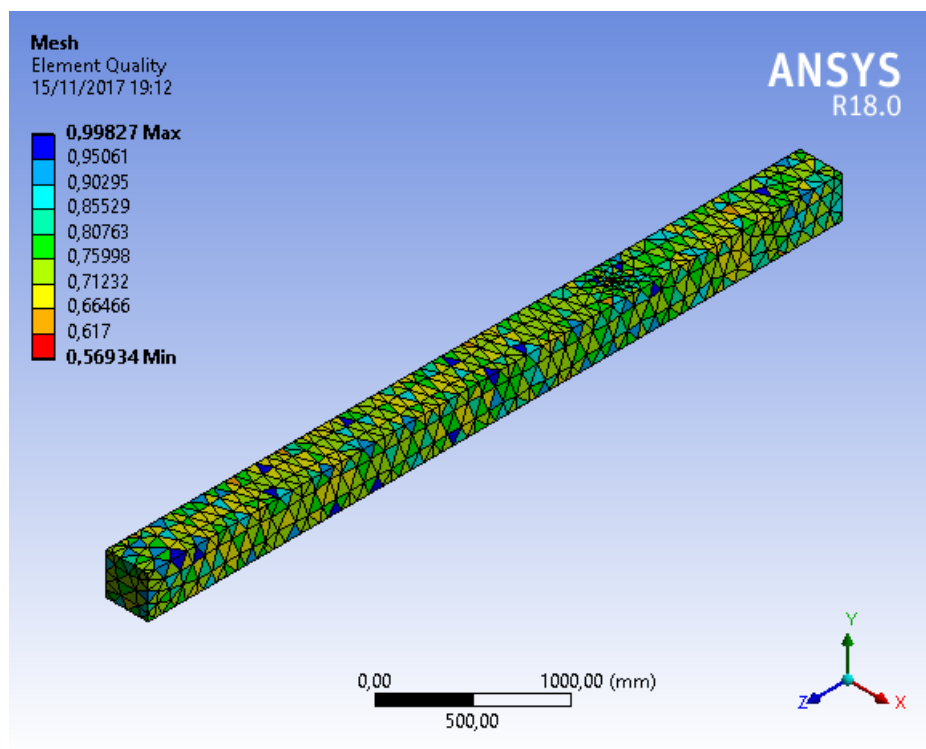 Mesh
Element Quality
15/11/2017 19:12
ANSYS
R18.0
0,99827 Max
0,95061
0,90295
0,85529
0,80763
0,75998
0,71232
0,66466
0,617
0,56934 Min
0,00 1000,00 (mm)
500,00
Y
Z X